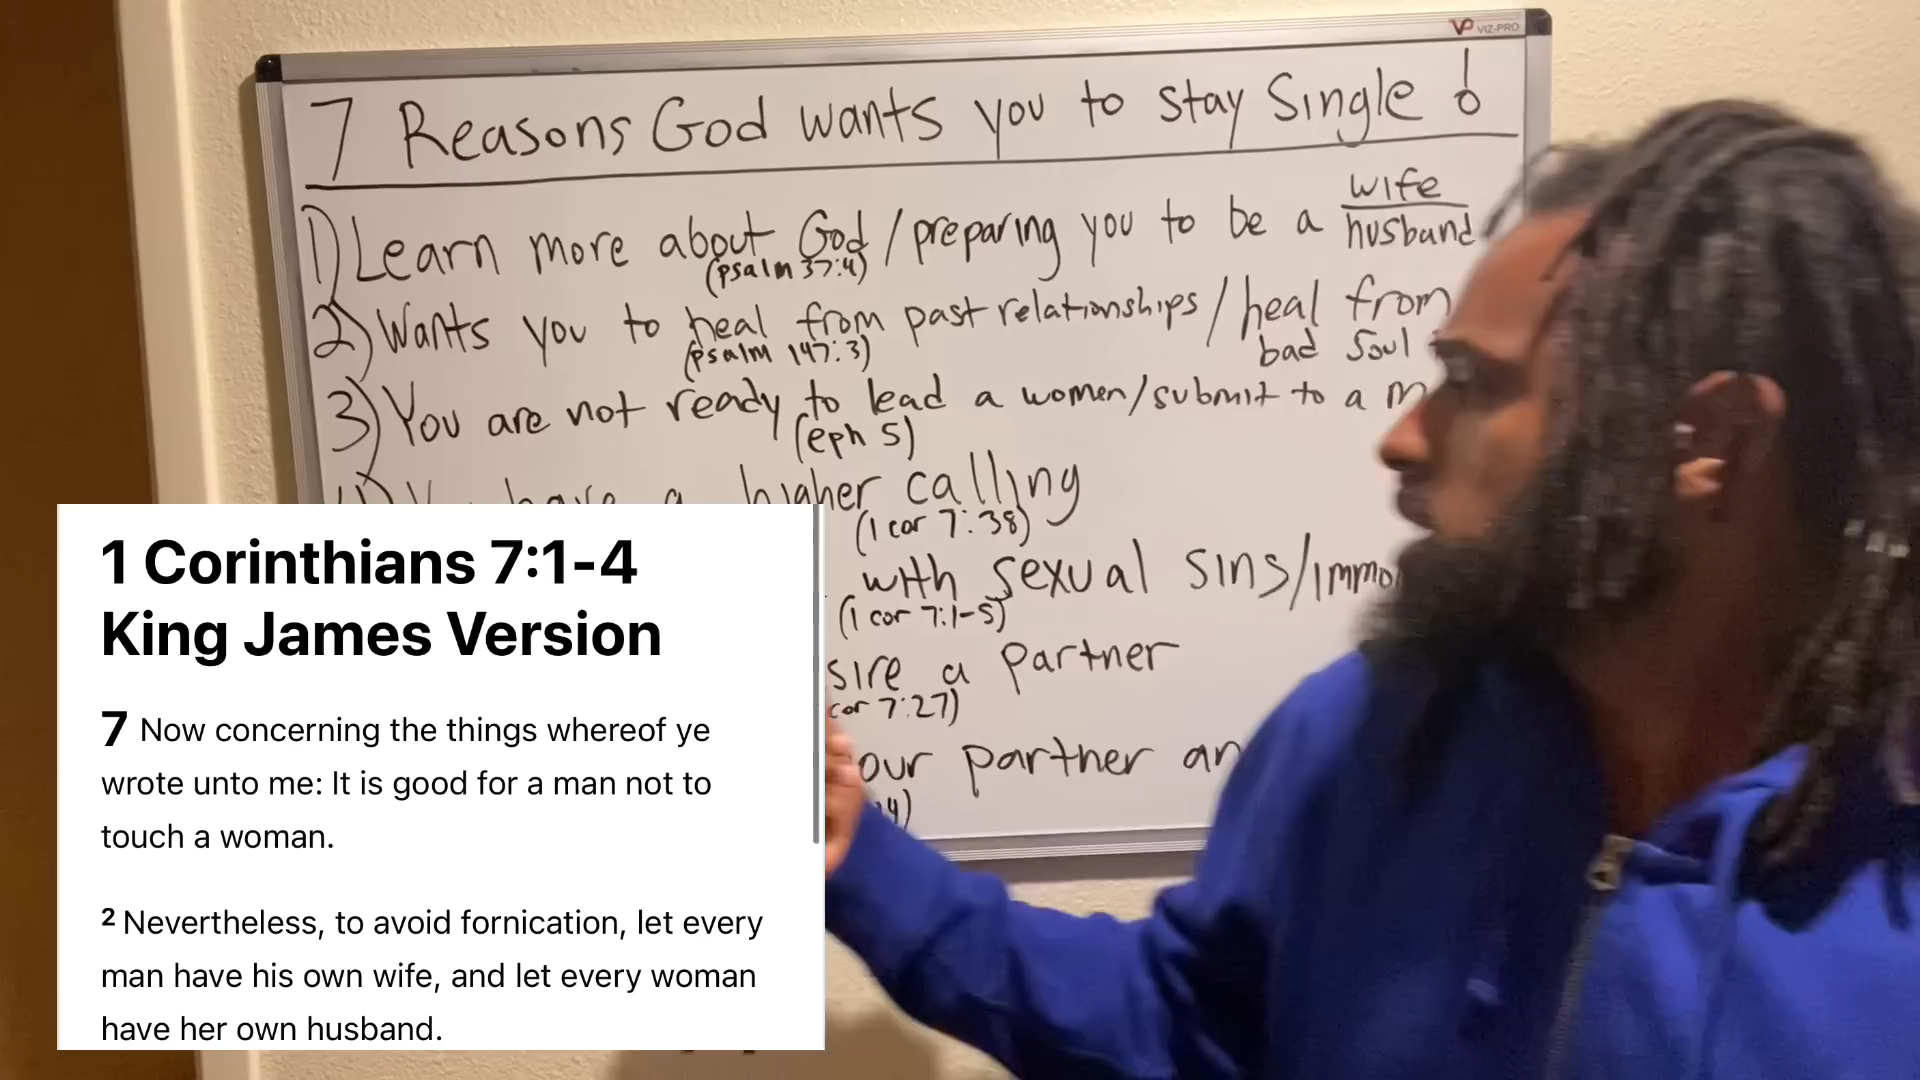 VIZ-PRO
7 Reasons God wants you to stay Single !
1) Learn more about God / preparing you to be a wife
husband
(psalm 37:4)
2) Wants you to heal from past relationships / heal from
(psalm 147:3) bad soul
3) You are not ready to lead a women/submit to a
(eph 5)
have a higher calling
(1 cor 7:38)
with sexual sins/
(1 cor 7:1-5)
a partner
cor 7:27)
partner
1 Corinthians 7:1-4
King James Version
7 Now concerning the things whereof ye
wrote unto me: It is good for a man not to
touch a woman.
2 Nevertheless, to avoid fornication, let every
man have his own wife, and let every woman
have her own husband.